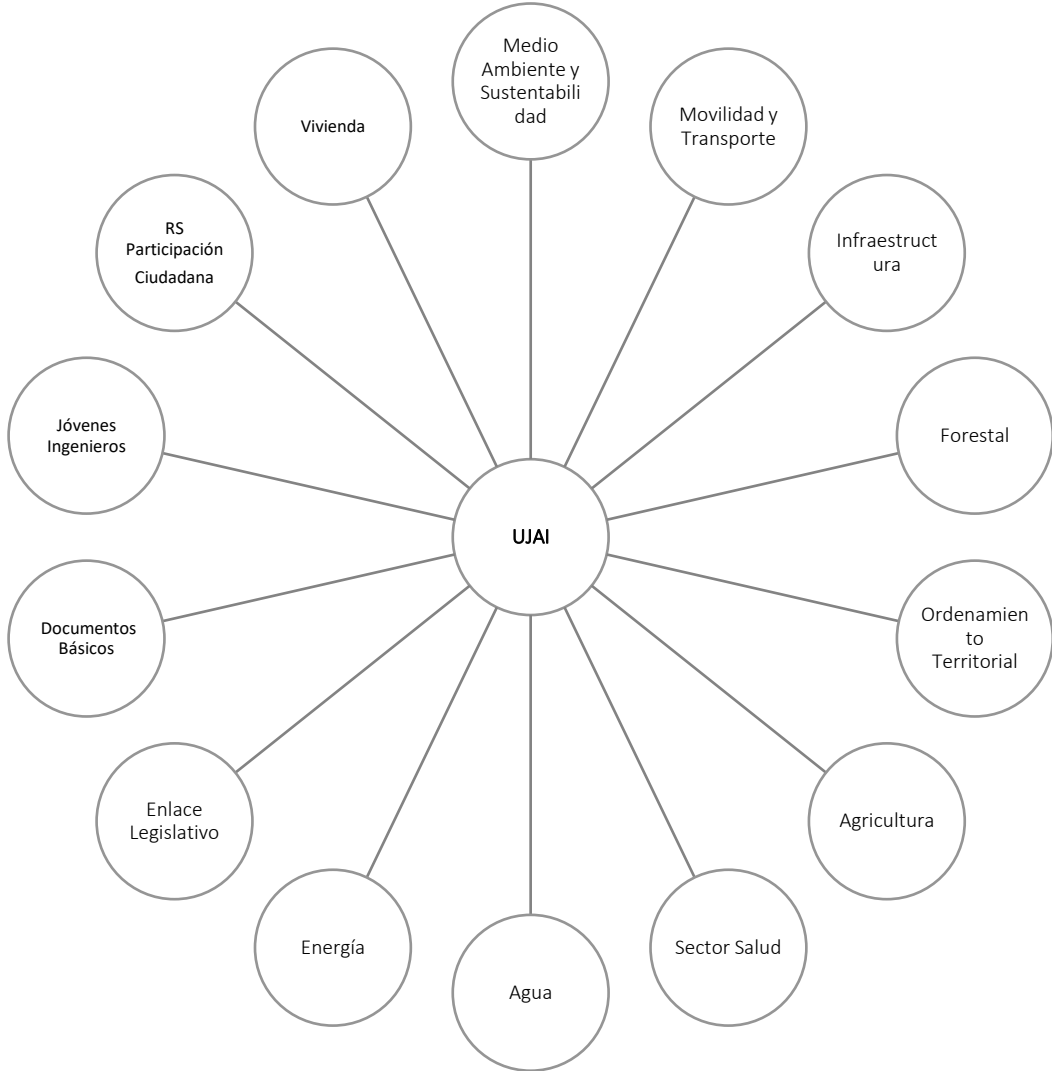 Medio
Ambiente y
Sustentabili
dad
Movilidad y
Transporte
Infraestruct
ura
Forestal
Ordenamien
to
Territorial
Agricultura
Sector Salud
Agua
Energía
Enlace
Legislativo
Documentos
Básicos
Jóvenes
Ingenieros
RS
Participación
Ciudadana
Vivienda
UJAI